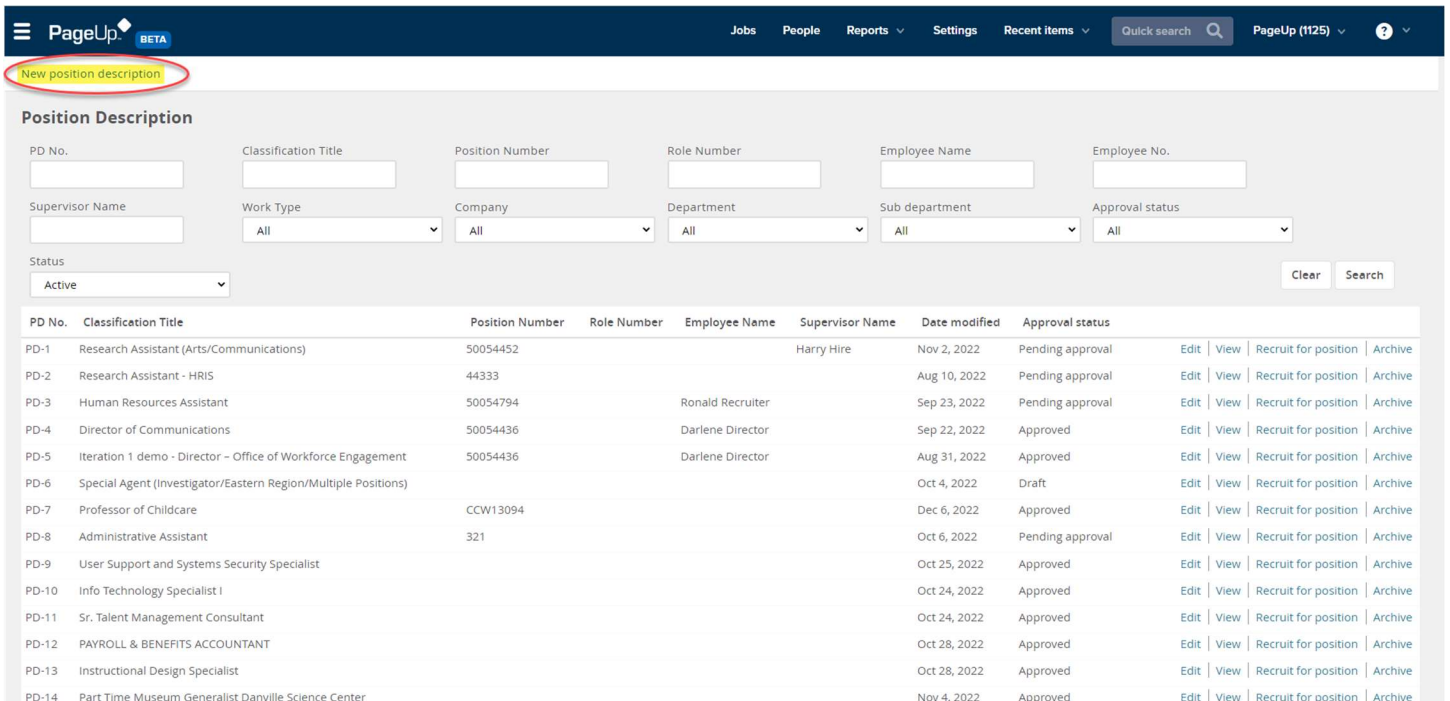 PageUp™ BETA Jobs People Reports Settings Recent items Quick search PageUp (1125) ?
New position description
Position Description
PD No. Classification Title Position Number Role Number Employee Name Employee No.
Supervisor Name Work Type Company Department Sub department Approval status
All All All All All
Status
Active Clear Search
PD No. Classification Title Position Number Role Number Employee Name Supervisor Name Date modified Approval status
PD-1 Research Assistant (Arts/Communications) 50054452 Harry Hire Nov 2, 2022 Pending approval Edit | View | Recruit for position | Archive
PD-2 Research Assistant - HRIS 44333 Aug 10, 2022 Pending approval Edit | View | Recruit for position | Archive
PD-3 Human Resources Assistant 50054794 Ronald Recruiter Sep 23, 2022 Pending approval Edit | View | Recruit for position | Archive
PD-4 Director of Communications 50054436 Darlene Director Sep 22, 2022 Approved Edit | View | Recruit for position | Archive
PD-5 Iteration 1 demo - Director – Office of Workforce Engagement 50054436 Darlene Director Aug 31, 2022 Approved Edit | View | Recruit for position | Archive
PD-6 Special Agent (Investigator/Eastern Region/Multiple Positions) Oct 4, 2022 Draft Edit | View | Recruit for position | Archive
PD-7 Professor of Childcare CCW13094 Dec 6, 2022 Approved Edit | View | Recruit for position | Archive
PD-8 Administrative Assistant 321 Oct 6, 2022 Pending approval Edit | View | Recruit for position | Archive
PD-9 User Support and Systems Security Specialist Oct 25, 2022 Approved Edit | View | Recruit for position | Archive
PD-10 Info Technology Specialist I Oct 24, 2022 Approved Edit | View | Recruit for position | Archive
PD-11 Sr. Talent Management Consultant Oct 24, 2022 Approved Edit | View | Recruit for position | Archive
PD-12 PAYROLL & BENEFITS ACCOUNTANT Oct 28, 2022 Approved Edit | View | Recruit for position | Archive
PD-13 Instructional Design Specialist Oct 28, 2022 Approved Edit | View | Recruit for position | Archive
PD-14 Part Time Museum Generalist Danville Science Center Nov 4, 2022 Approved Edit | View | Recruit for position | Archive